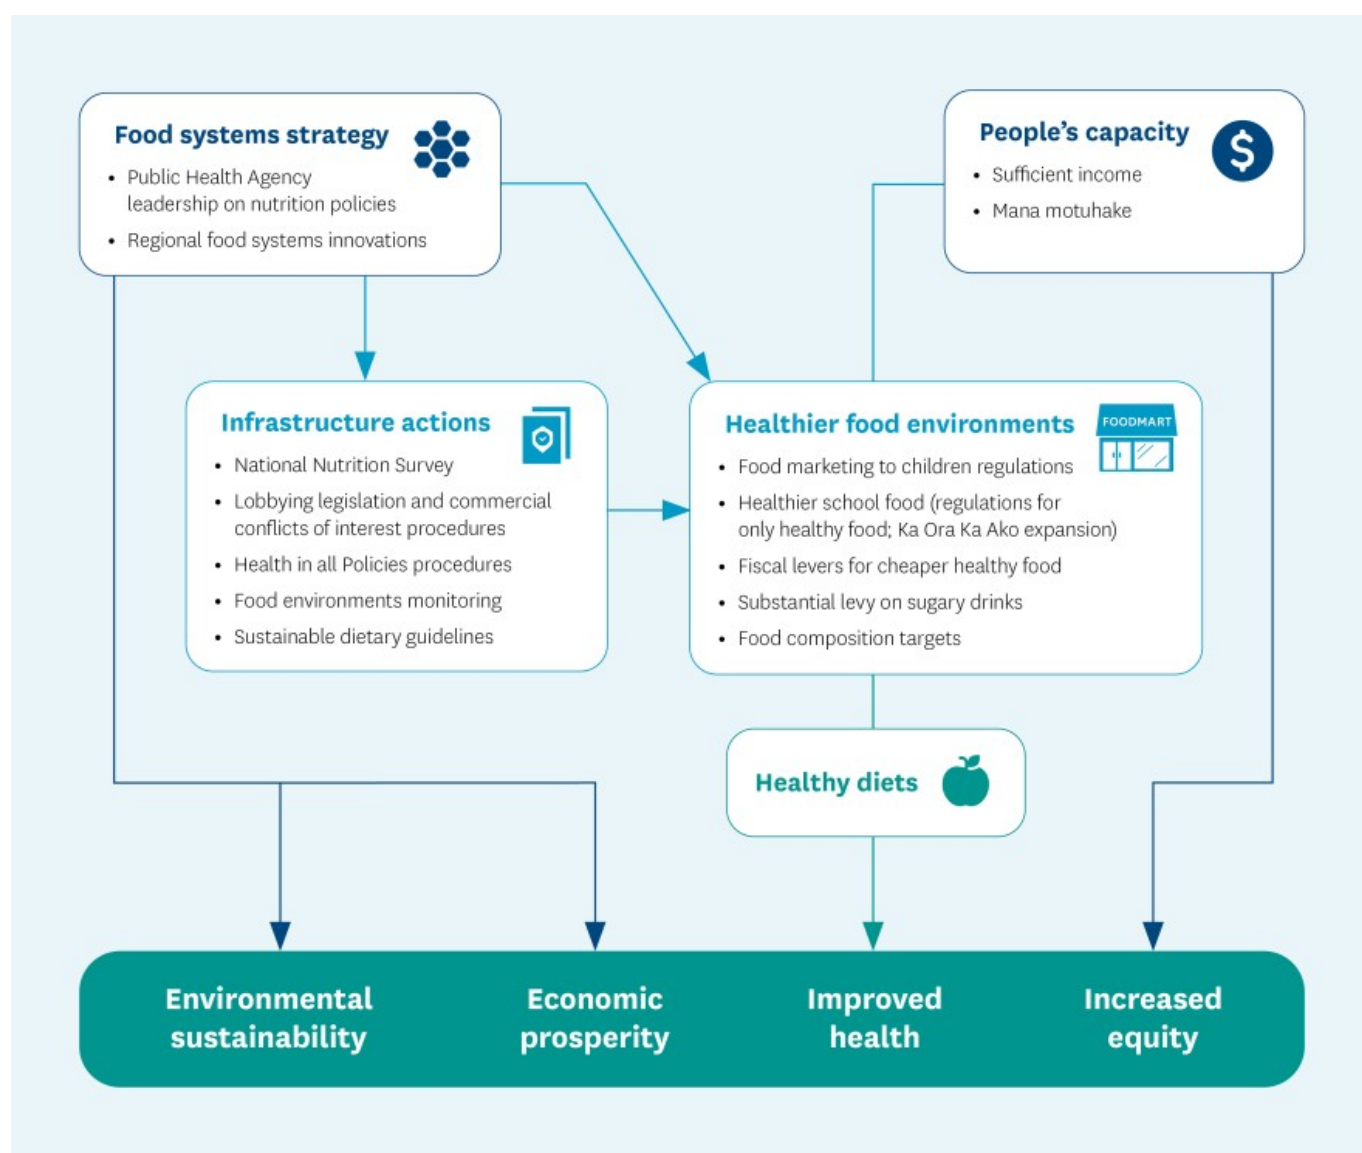 Food systems strategy
• Public Health Agency
leadership on nutrition policies
• Regional food systems innovations
People's capacity
• Sufficient income
• Mana motuhake
Infrastructure actions
• National Nutrition Survey
• Lobbying legislation and commercial
conflicts of interest procedures
• Health in all Policies procedures
• Food environments monitoring
• Sustainable dietary guidelines
Healthier food environments
FOODMART
• Food marketing to children regulations
• Healthier school food (regulations for
only healthy food; Ka Ora Ka Ako expansion)
• Fiscal levers for cheaper healthy food
• Substantial levy on sugary drinks
• Food composition targets
Healthy diets
Environmental
sustainability
Economic
prosperity
Improved
health
Increased
equity